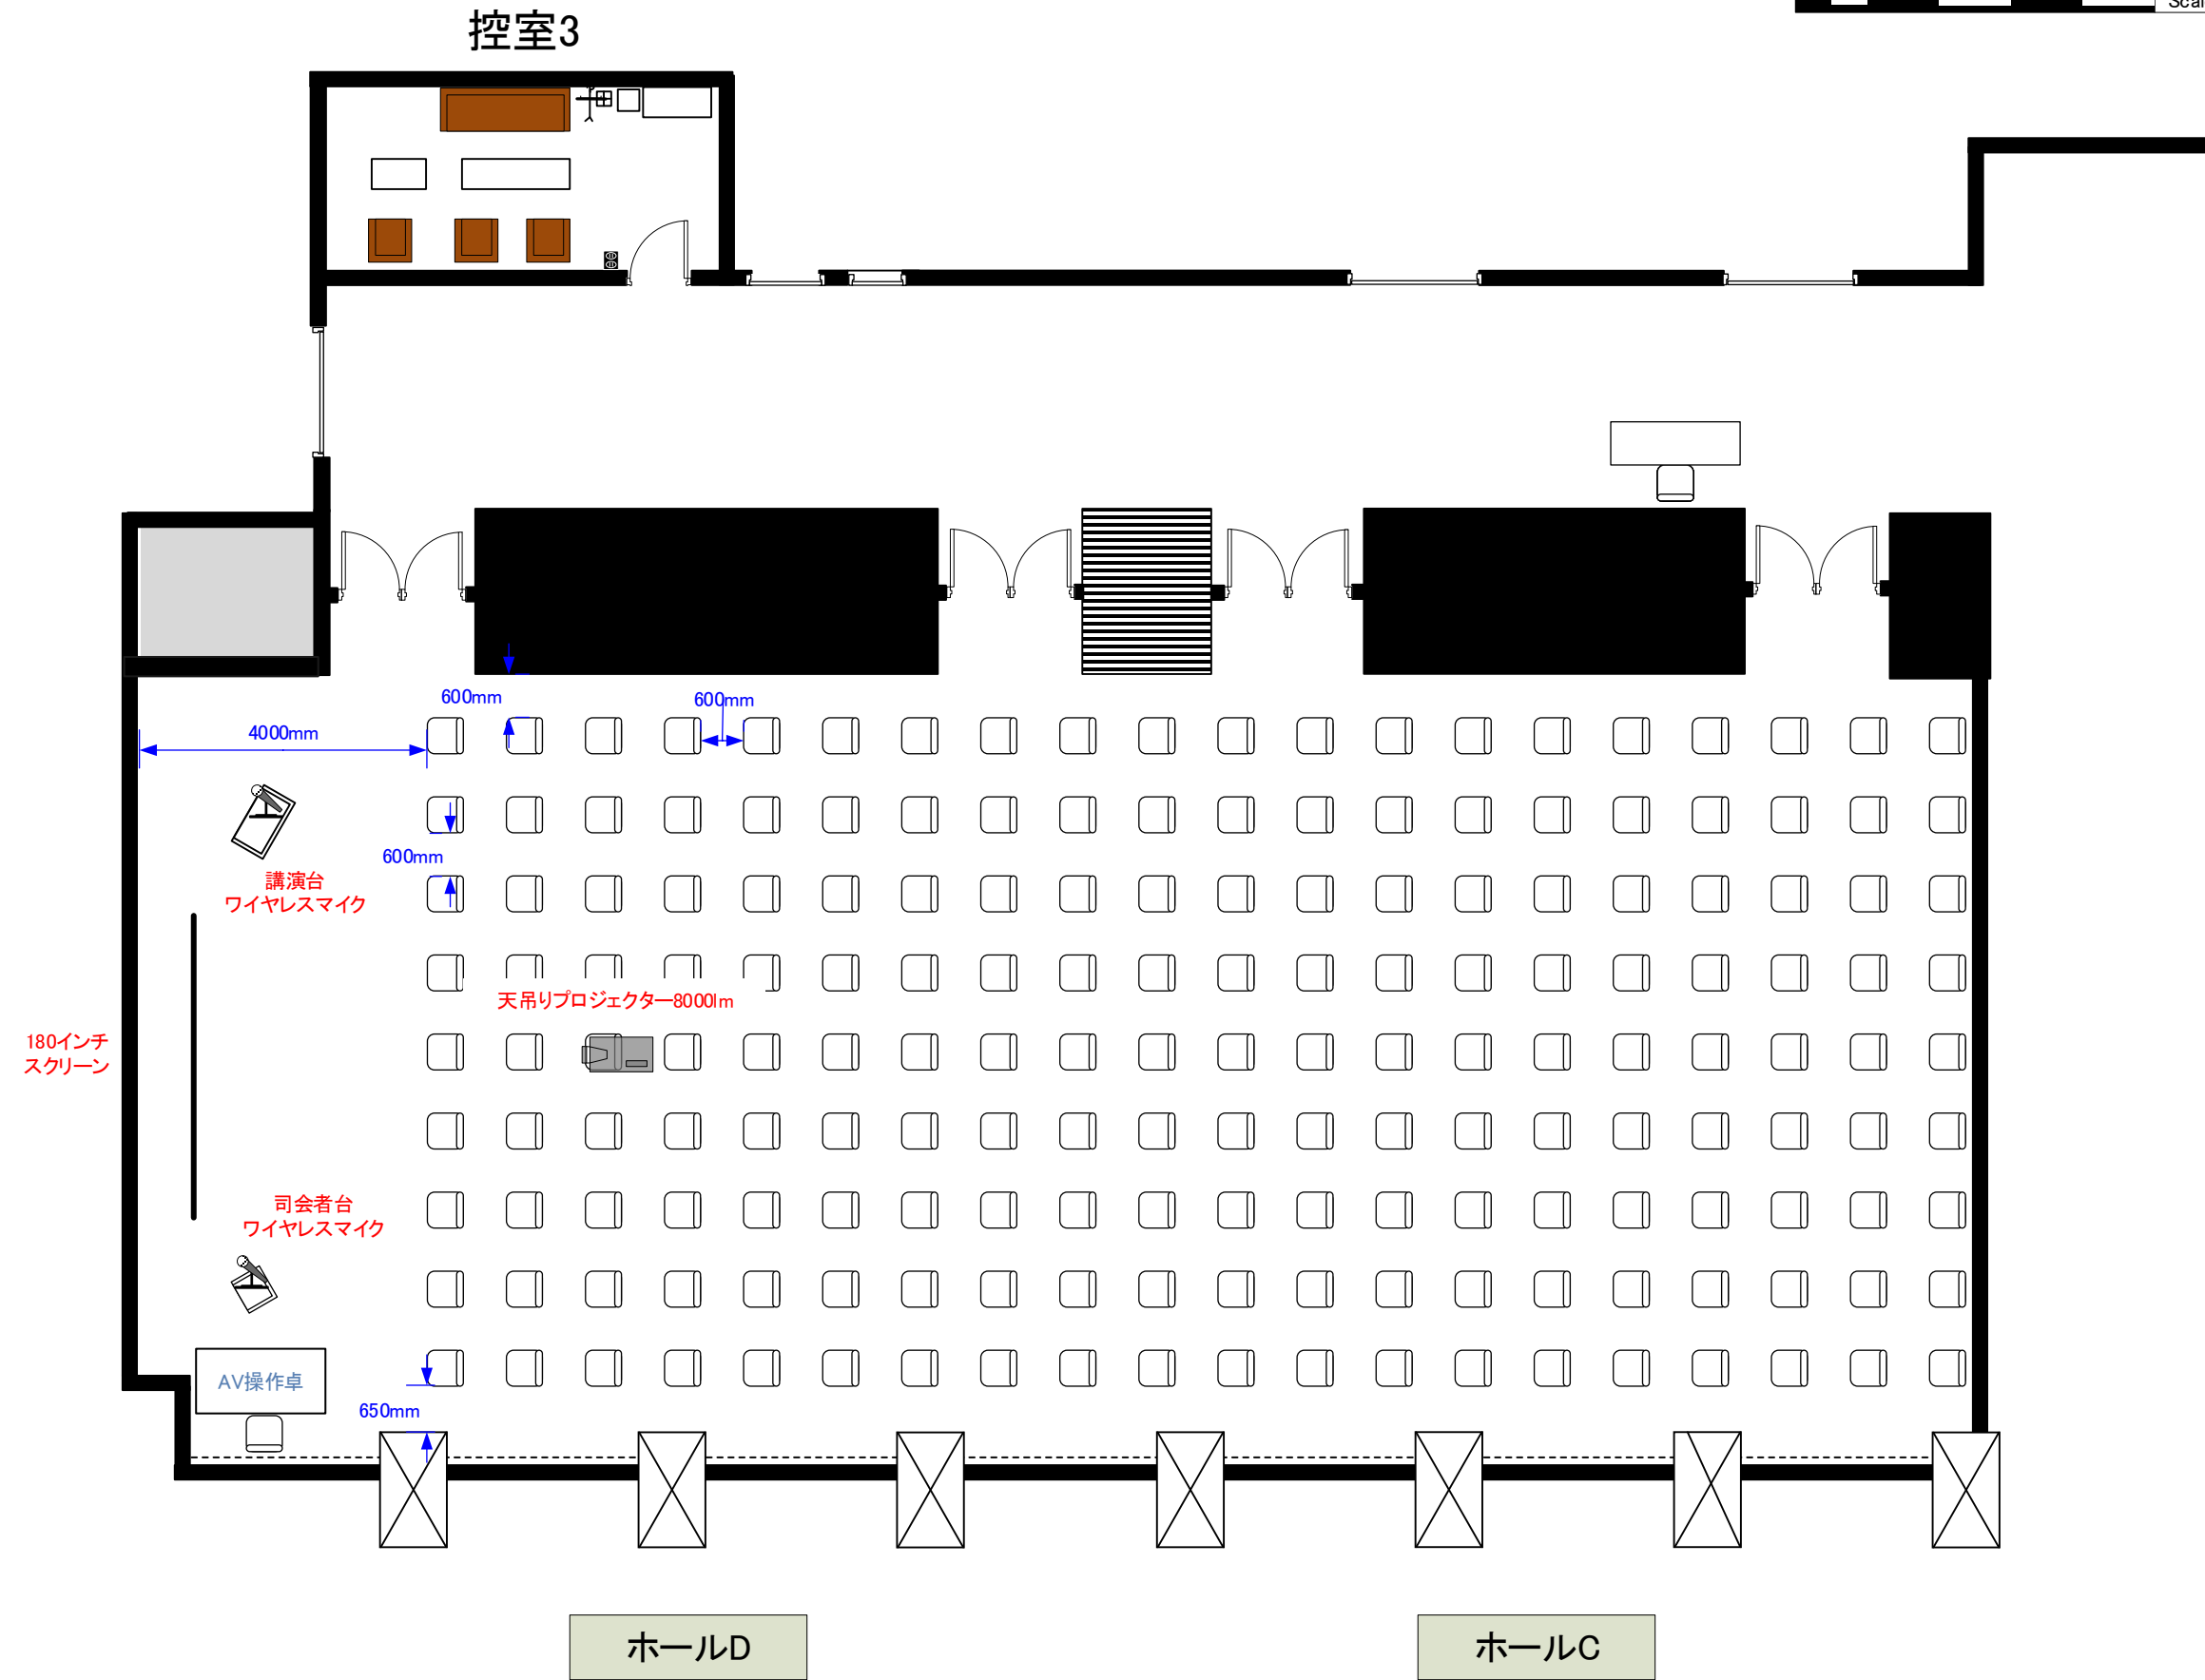 控室3
600mm
600mm
4000mm
600mm
講演台
ワイヤレスマイク
天吊りプロジェクター8000lm
180インチ
スクリーン
司会者台
ワイヤレスマイク
AV操作卓
650mm
ホールD
ホールC